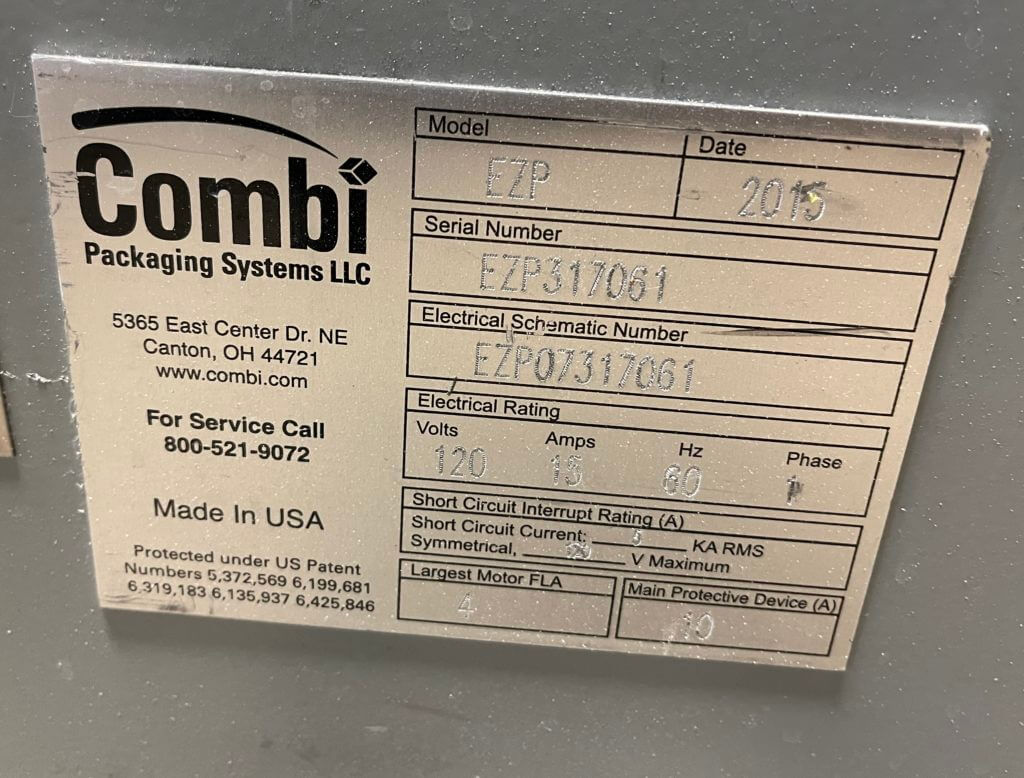 Combi
Packaging Systems LLC
5365 East Center Dr. NE
Canton, OH 44721
www.combi.com
For Service Call
800-521-9072
Made In USA
Protected under US Patent
Numbers 5,372,569 6,199,681
6,319,183 6,135,937 6,425,846
Model
EZP
Date
2015
Serial Number
EZP317061
Electrical Schematic Number
EZP07317061
Electrical Rating
Volts Amps Hz Phase
120 15 60 1
Short Circuit Interrupt Rating (A)
Short Circuit Current; 5 KA RMS
Symmetrical, V Maximum
Largest Motor FLA
4
Main Protective Device (A)
10